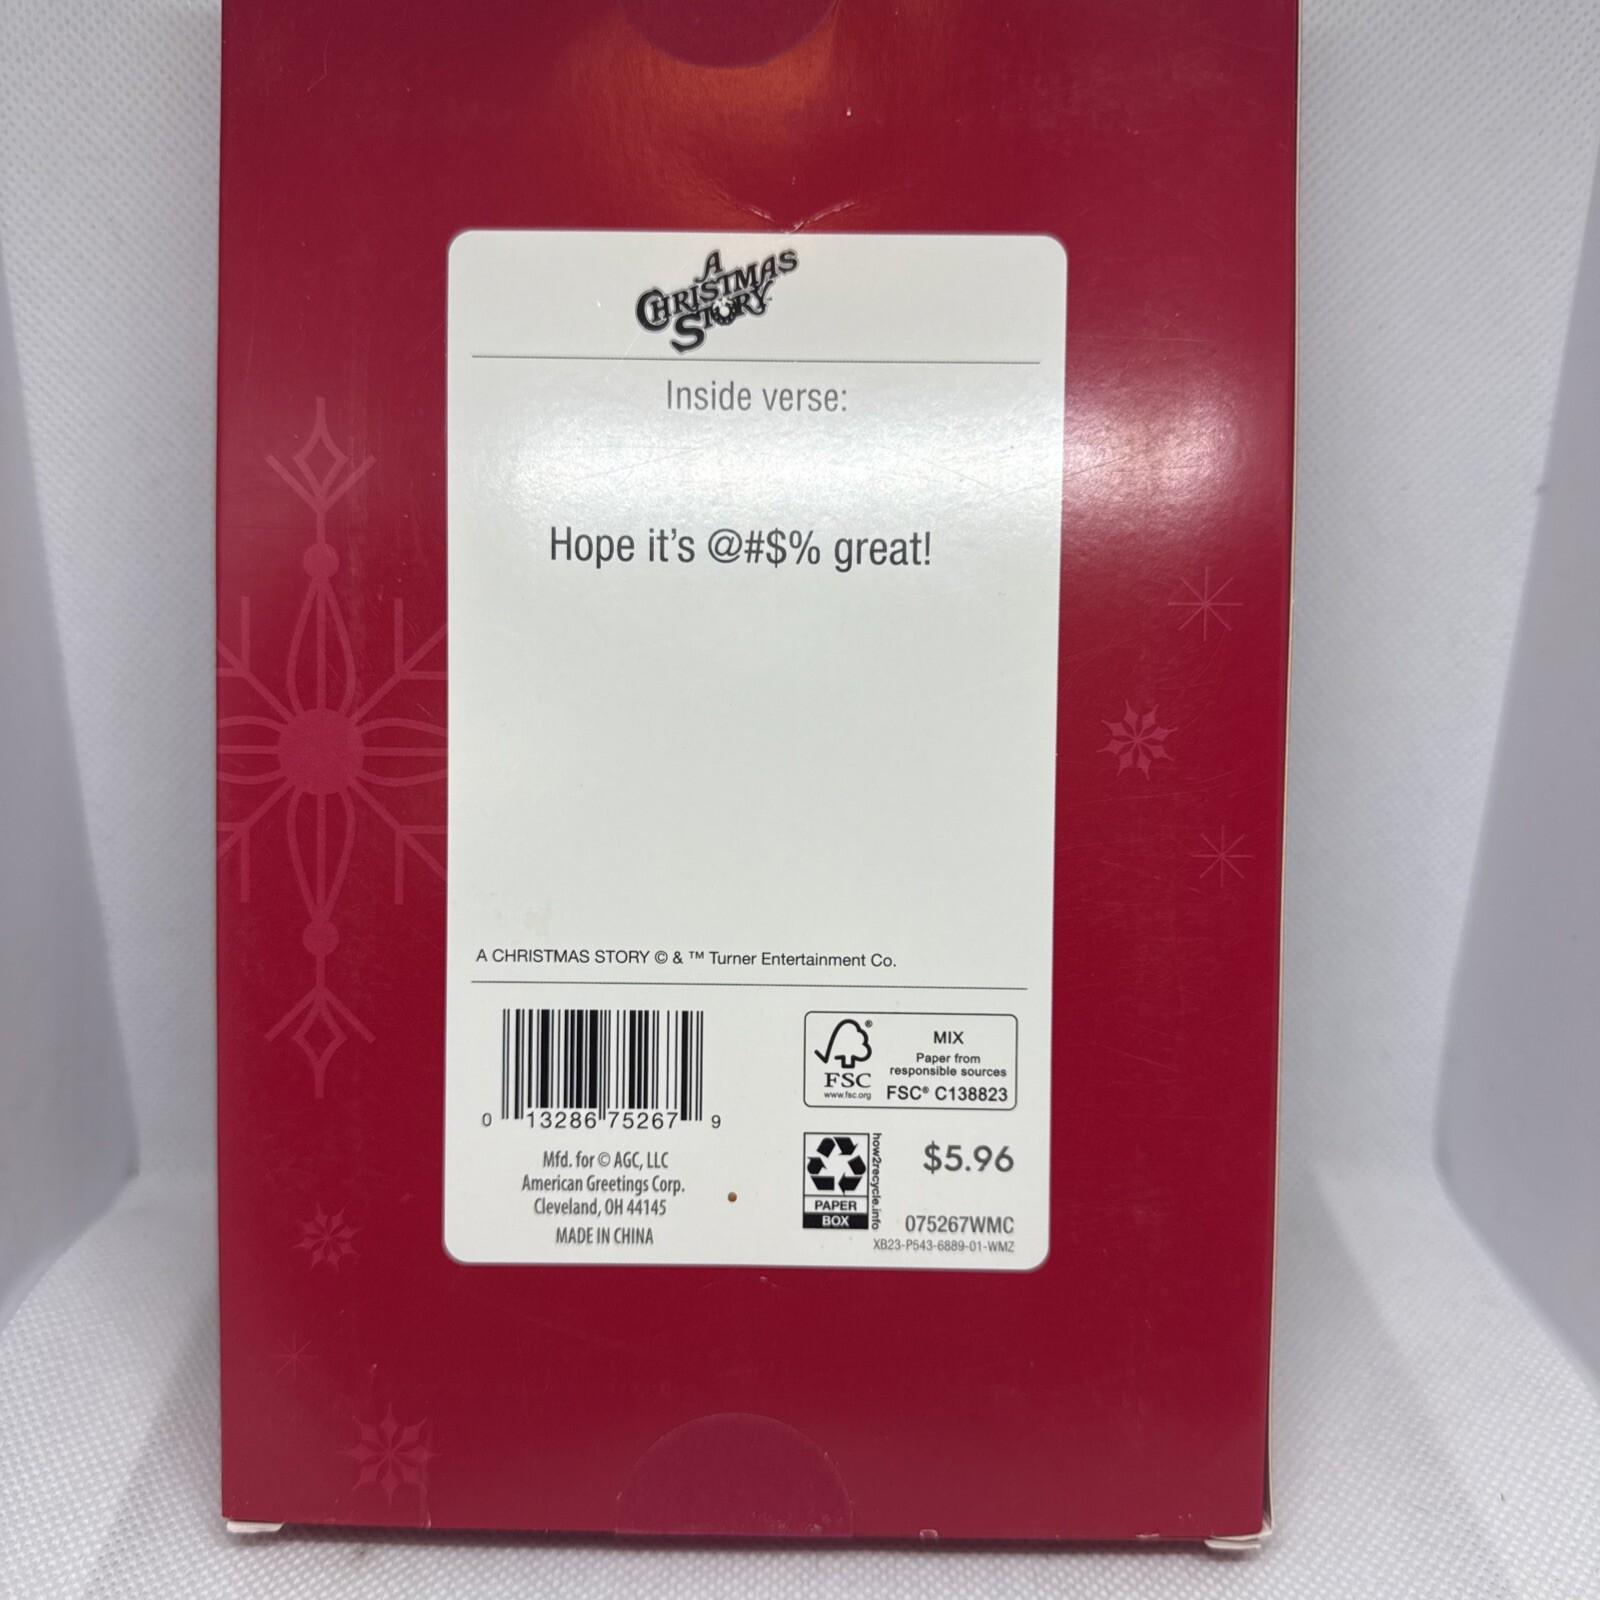 A
CHRISTMAS
STORY™
Inside verse:
Hope it's @#$% great!
A CHRISTMAS STORY © & ™ Turner Entertainment Co.
0 13286 75267 9
Mfd. for © AGC, LLC
American Greetings Corp.
Cleveland, OH 44145
MADE IN CHINA
FSC®
www.fsc.org
MIX
Paper from
responsible sources
FSC® C138823
PAPER
BOX
how2recycle.info
$5.96
075267WMC
XB23-P543-6889-01-WMZ